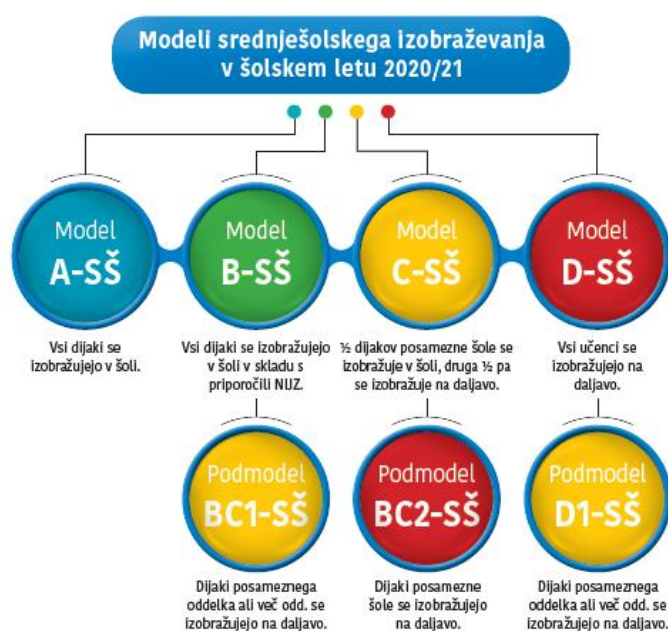 Modeli srednješolskega izobraževanja
v šolskem letu 2020/21
Model
A-SŠ
Vsi dijaki se
izobražujejo v šoli.
Model
B-SŠ
Vsi dijaki se izobražujejo
v šoli v skladu s
priporočili NIJZ.
Model
C-SŠ
½ dijakov posamezne šole se
izobražuje v šoli, druga ½ pa
se izobražuje na daljavo.
Model
D-SŠ
Vsi učenci se
izobražujejo na
daljavo.
Podmodel
BC1-SŠ
Dijaki posameznega
oddelka ali več odd. se
izobražujejo na daljavo.
Podmodel
BC2-SŠ
Dijaki posamezne
šole se izobražujejo
na daljavo.
Podmodel
D1-SŠ
Dijaki posameznega
oddelka ali več odd. se
izobražujejo na daljavo.